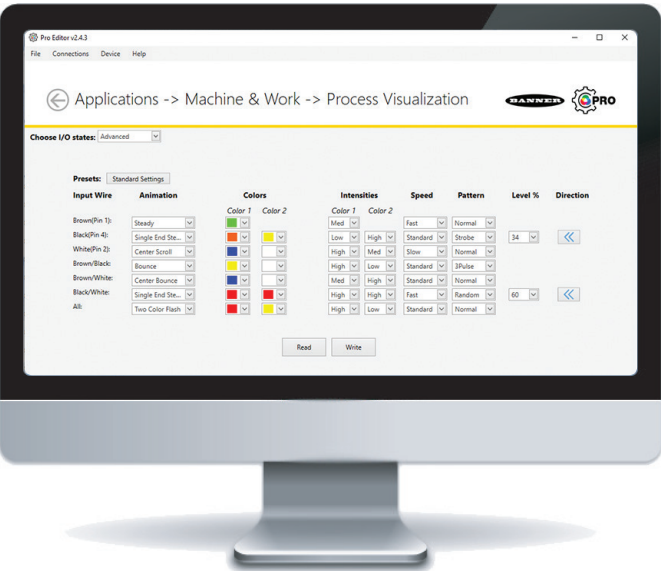 Pro Editor v2.4.3
File Connections Device Help
Applications -> Machine & Work -> Process Visualization
BANNER
PRO
Choose I/O states: Advanced
Presets: Standard Settings
Input Wire Animation Colors Intensities Speed Pattern Level % Direction
Color 1 Color 2 Color 1 Color 2
Brown(Pin 1): Steady Med Fast Normal
Black(Pin 4): Single End Ste... Low High Standard Strobe 34
White(Pin 2): Center Scroll High Med Slow Normal
Brown/Black: Bounce High Low Standard 3Pulse
Brown/White: Center Bounce Med High Standard Normal
Black/White: Single End Ste... High High Fast Random 60
All: Two Color Flash High Low Standard Normal
Read Write